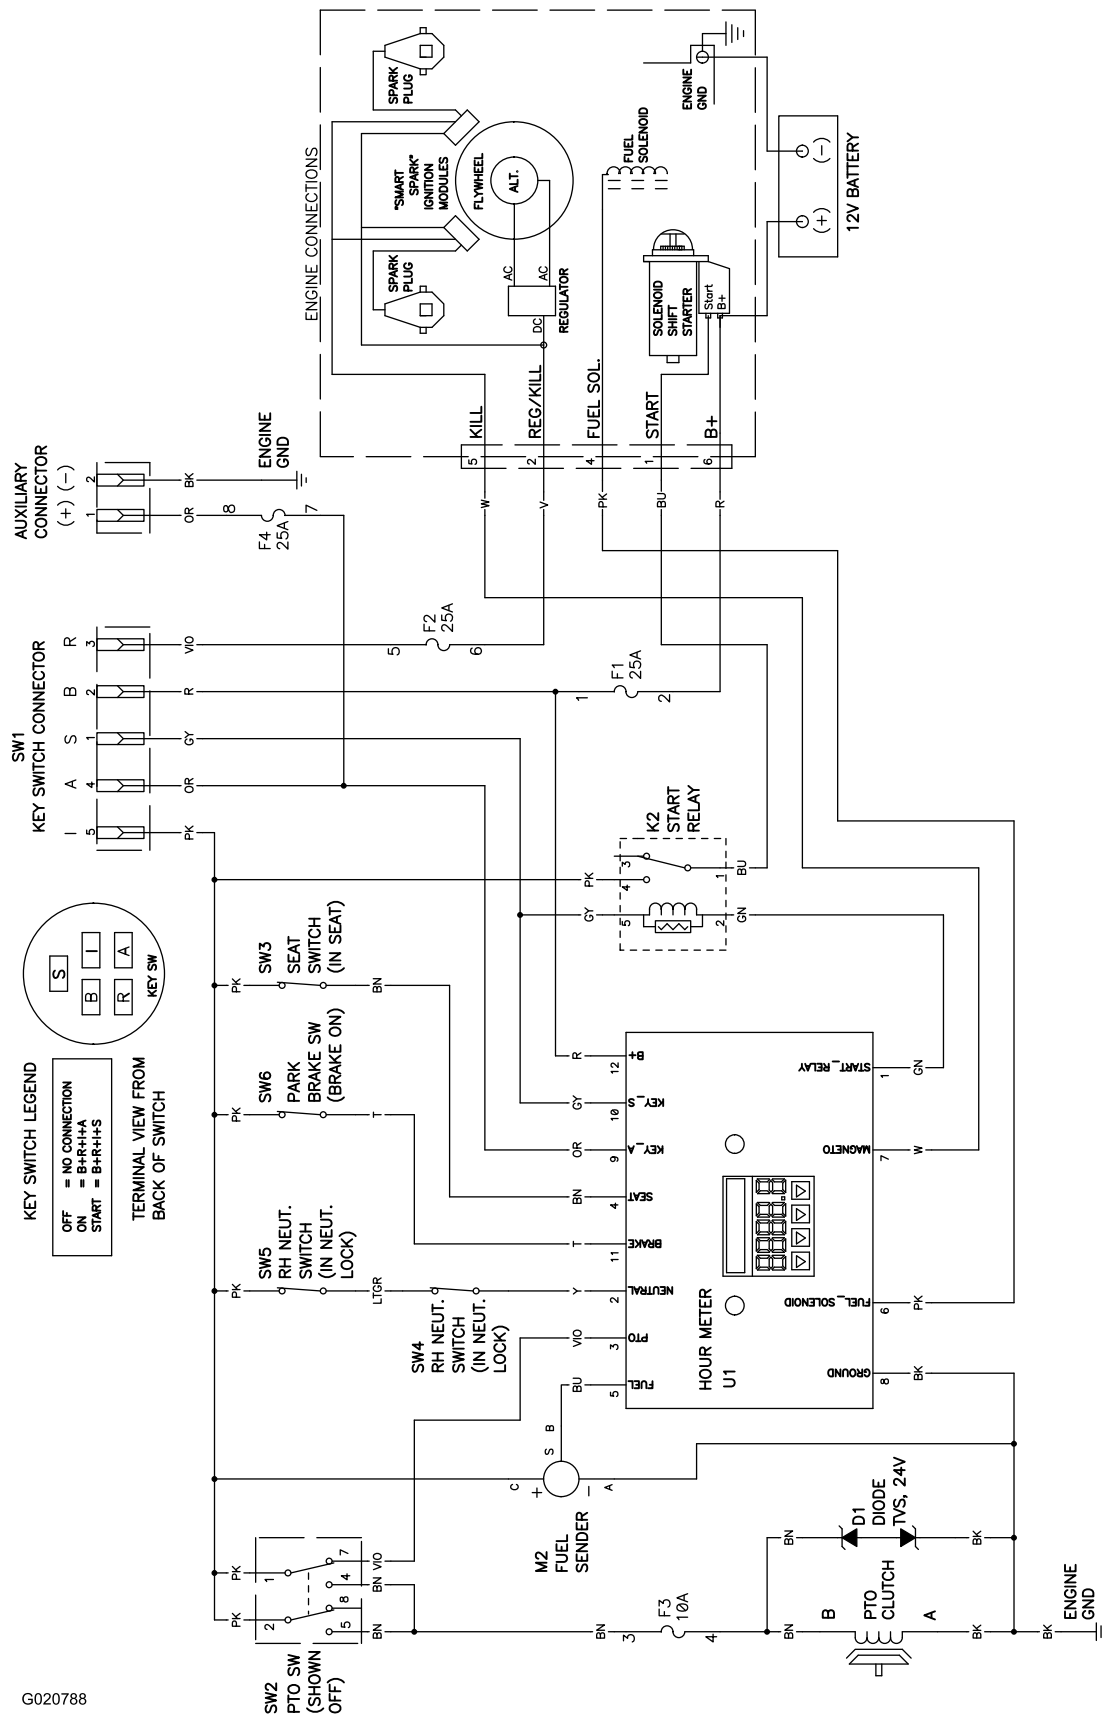 AUXILIARY
CONNECTOR
(+) (-)
1
2
OR
BK
8
F4
25A
7
ENGINE
GND
ENGINE CONNECTIONS
SPARK
PLUG
SPARK
PLUG
"SMART
SPARK"
IGNITION
MODULES
FLYWHEEL
ALT.
AC
AC
DC
REGULATOR
FUEL
SOLENOID
ENGINE
GND
SOLENOID
SHIFT
STARTER
Start
B+
12V BATTERY
(+)
(-)
KILL
REG/KILL
FUEL SOL.
START
B+
5
2
4
1
6
W
V
PK
BU
R
SW1
KEY SWITCH CONNECTOR
I
A
S
B
R
5
4
1
2
3
PK
OR
GY
R
VIO
5
F2
25A
6
1
F1
25A
2
K2
START
RELAY
3
4
1
5
2
PK
GY
BU
GN
KEY SWITCH LEGEND
OFF = NO CONNECTION
ON = B+R+I+A
START = B+R+I+S
TERMINAL VIEW FROM
BACK OF SWITCH
S
B
I
R
A
KEY SW
PK
SW3
SEAT
SWITCH
(IN SEAT)
BN
PK
SW6
PARK
BRAKE SW
(BRAKE ON)
T
PK
SW5
RH NEUT.
SWITCH
(IN NEUT.
LOCK)
LTGR
SW4
RH NEUT.
SWITCH
(IN NEUT.
LOCK)
R
GY
OR
BN
T
Y
VIO
BU
12
10
9
4
11
2
3
5
B+
KEY_S
KEY_A
SEAT
BRAKE
NEUTRAL
PTO
FUEL
HOUR METER
U1
START_RELAY
MAGNETO
FUEL_SOLENOID
GROUND
1
7
6
8
GN
W
PK
BK
C
S
B
A
+
−
M2
FUEL
SENDER
PK
PK
1
2
7
4
8
5
VIO
BN
BN
SW2
PTO SW
(SHOWN
OFF)
BN
3
F3
10A
4
BN
BN
D1
DIODE
TVS, 24V
BK
B
PTO
CLUTCH
A
BK
BK
ENGINE
GND
G020788